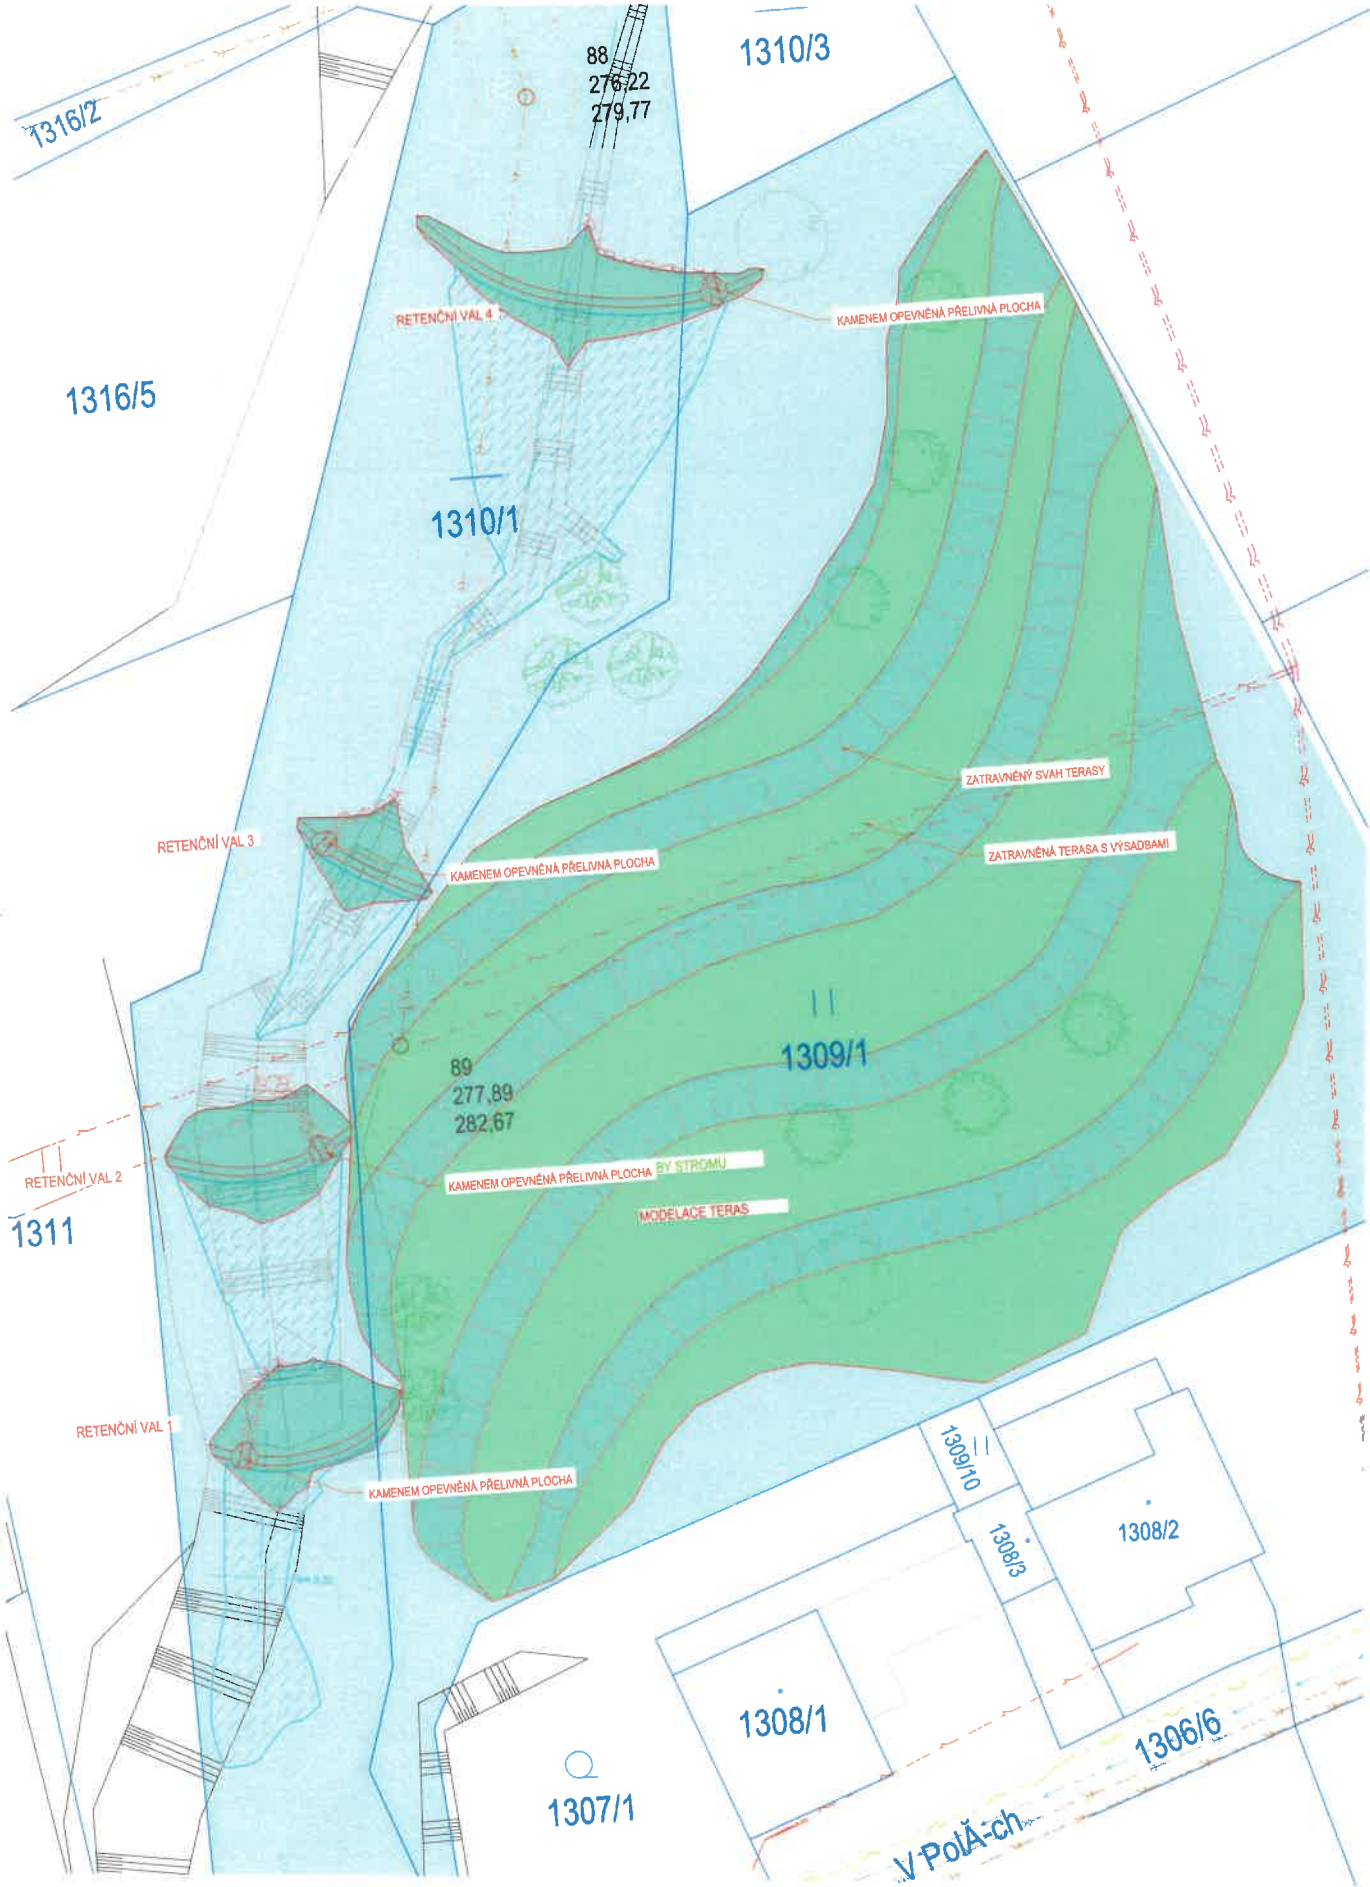 88
276,22
279,77
1310/3
1316/2
RETENČNÍ VAL 4
KAMENEM OPEVNĚNÁ PŘELIVNÁ PLOCHA
1316/5
1310/1
ZATRAVNĚNÝ SVAH TERASY
RETENČNÍ VAL 3
KAMENEM OPEVNĚNÁ PŘELIVNÁ PLOCHA
ZATRAVNĚNÁ TERASA S VÝSADBAMI
1309/1
89
277,89
282,67
RETENČNÍ VAL 2
KAMENEM OPEVNĚNÁ PŘELIVNÁ PLOCHA BY STROMU
MODELACE TERAS
1311
RETENČNÍ VAL 1
KAMENEM OPEVNĚNÁ PŘELIVNÁ PLOCHA
1309/10
1308/3
1308/2
1308/1
1306/6
1307/1
V PolÄ-ch